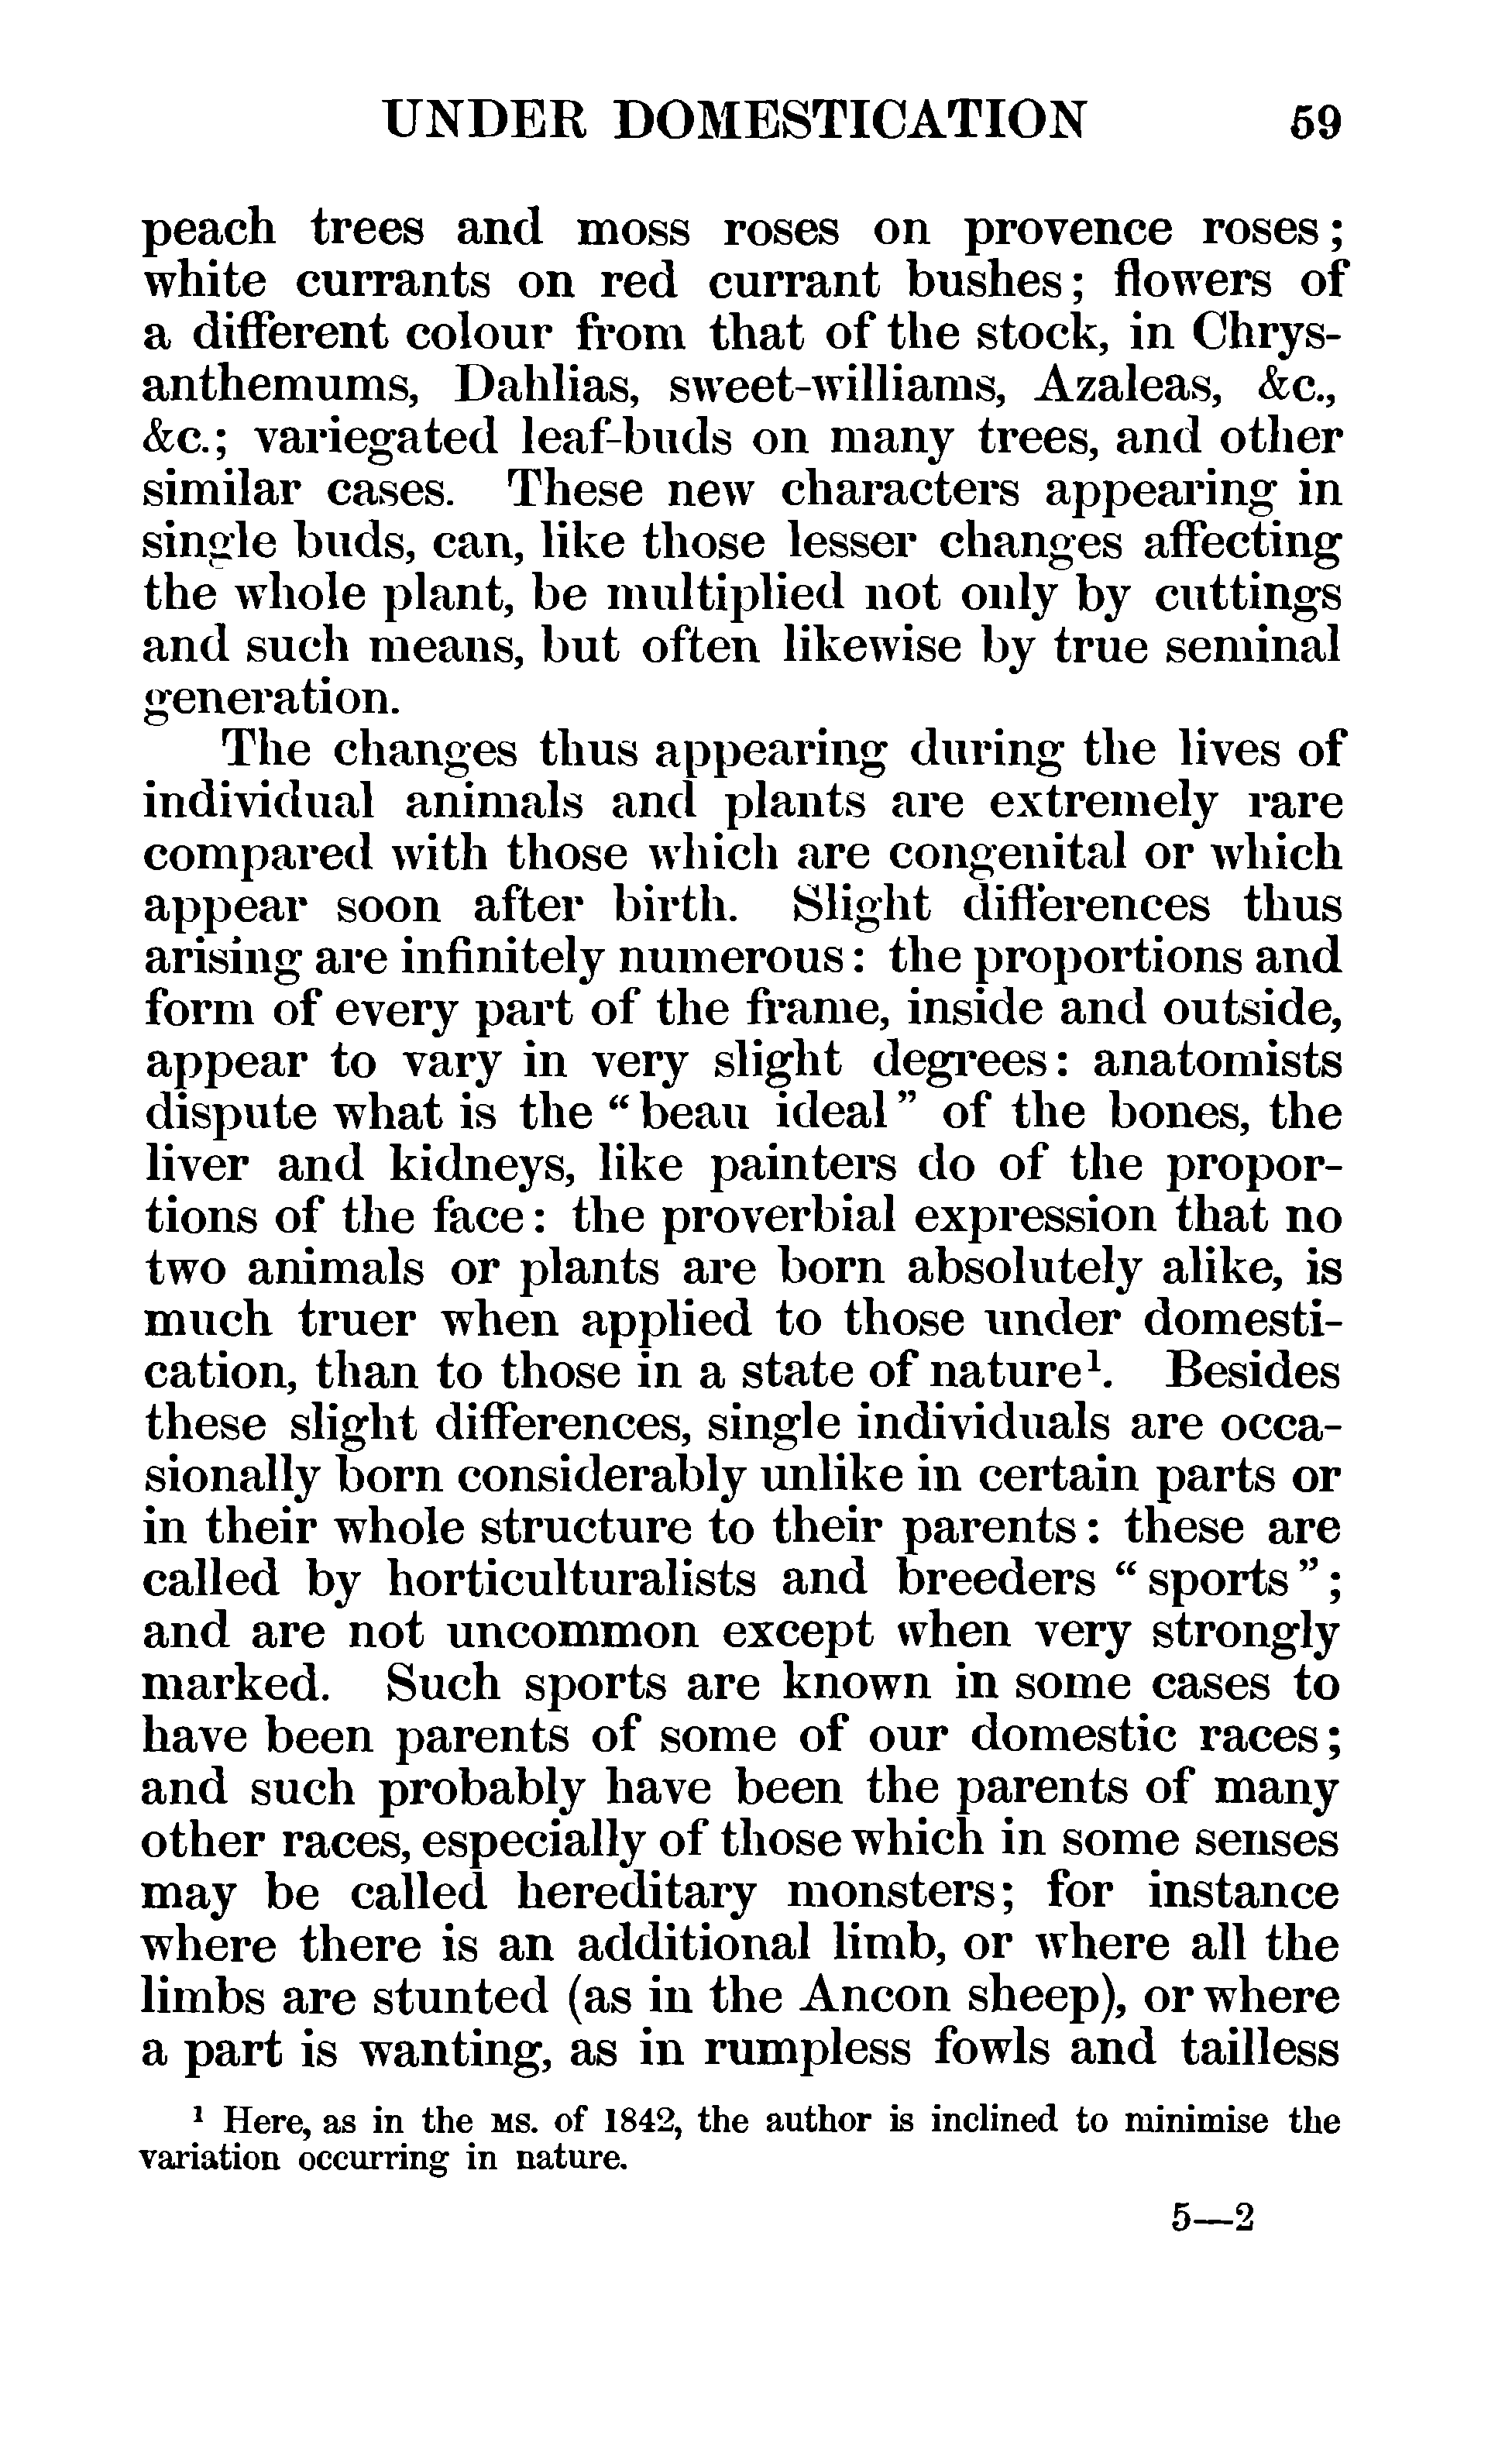 UNDER DOMESTICATION 59
peach trees and moss roses on provence roses;
white currants on red currant bushes; flowers of
a different colour from that of the stock, in Chrys-
anthemums, Dahlias, sweet-williams, Azaleas, &c.,
&c.; variegated leaf-buds on many trees, and other
similar cases. These new characters appearing in
single buds, can, like those lesser changes affecting
the whole plant, be multiplied not only by cuttings
and such means, but often likewise by true seminal
generation.
The changes thus appearing during the lives of
individual animals and plants are extremely rare
compared with those which are congenital or which
appear soon after birth. Slight differences thus
arising are infinitely numerous: the proportions and
form of every part of the frame, inside and outside,
appear to vary in very slight degrees: anatomists
dispute what is the "beau ideal" of the bones, the
liver and kidneys, like painters do of the propor-
tions of the face: the proverbial expression that no
two animals or plants are born absolutely alike, is
much truer when applied to those under domesti-
cation, than to those in a state of nature¹. Besides
these slight differences, single individuals are occa-
sionally born considerably unlike in certain parts or
in their whole structure to their parents: these are
called by horticulturalists and breeders "sports";
and are not uncommon except when very strongly
marked. Such sports are known in some cases to
have been parents of some of our domestic races;
and such probably have been the parents of many
other races, especially of those which in some senses
may be called hereditary monsters; for instance
where there is an additional limb, or where all the
limbs are stunted (as in the Ancon sheep), or where
a part is wanting, as in rumpless fowls and tailless
¹ Here, as in the MS. of 1842, the author is inclined to minimise the
variation occurring in nature.
5—2